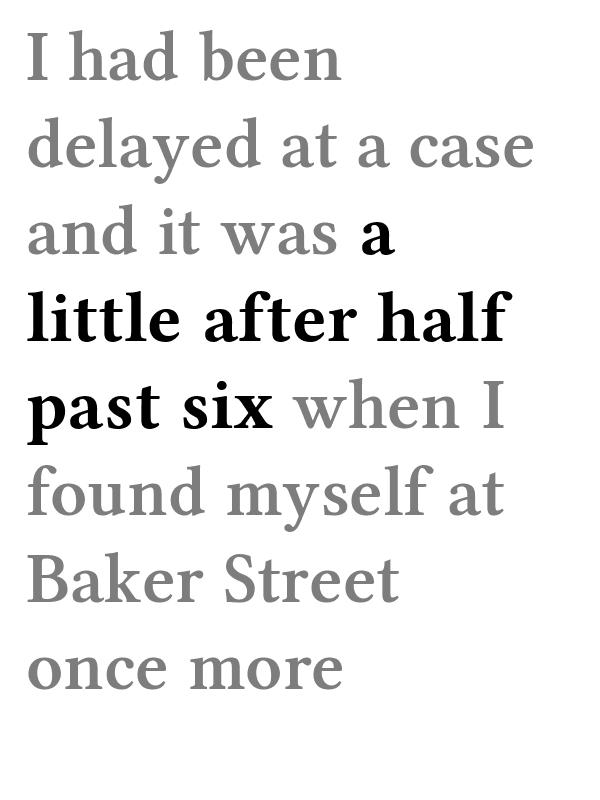 I had been
delayed at a case
and it was a
little after half
past six when I
found myself at
Baker Street
once more